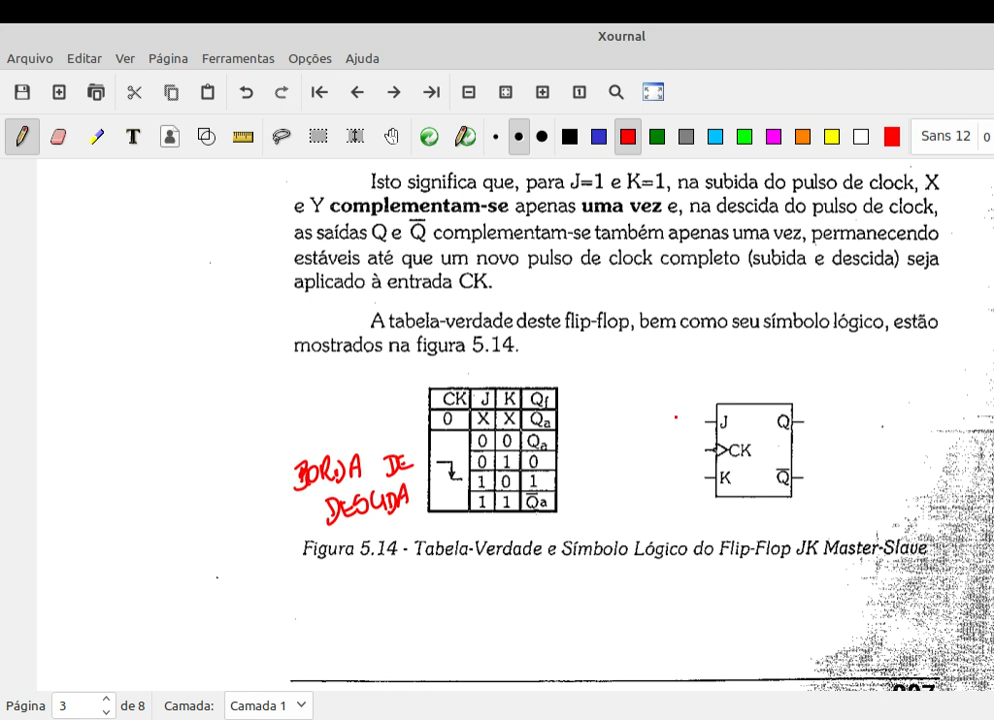 Xournal
Arquivo Editar Ver Página Ferramentas Opções Ajuda
Sans 12 0
Isto significa que, para J=1 e K=1, na subida do pulso de clock, X
e Y complementam-se apenas uma vez e, na descida do pulso de clock,
as saídas Q e Q̅ complementam-se também apenas uma vez, permanecendo
estáveis até que um novo pulso de clock completo (subida e descida) seja
aplicado à entrada CK.
A tabela-verdade deste flip-flop, bem como seu símbolo lógico, estão
mostrados na figura 5.14.
CK J K Qf
0 X X Qa
0 0 Qa
0 1 0
1 0 1
1 1 Q̅a
BORDA DE
DESCIDA
J Q
CK
K Q̅
Figura 5.14 - Tabela-Verdade e Símbolo Lógico do Flip-Flop JK Master-Slave
Página 3 de 8 Camada: Camada 1